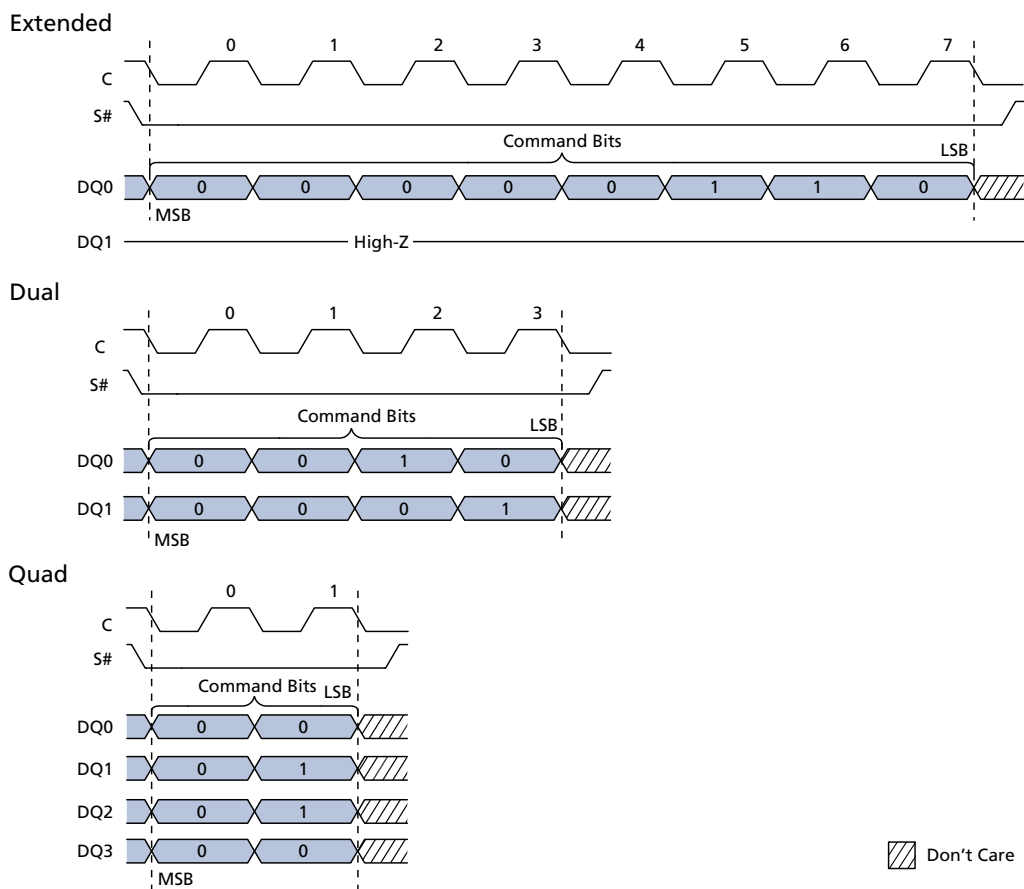 Extended
0 1 2 3 4 5 6 7
C
S#
Command Bits
LSB
DQ0 0 0 0 0 0 1 1 0
MSB
DQ1 High-Z
Dual
0 1 2 3
C
S#
Command Bits
LSB
DQ0 0 0 1 0
DQ1 0 0 0 1
MSB
Quad
0 1
C
S#
Command Bits LSB
DQ0 0 0
DQ1 0 1
DQ2 0 1
DQ3 0 0
MSB
Don't Care